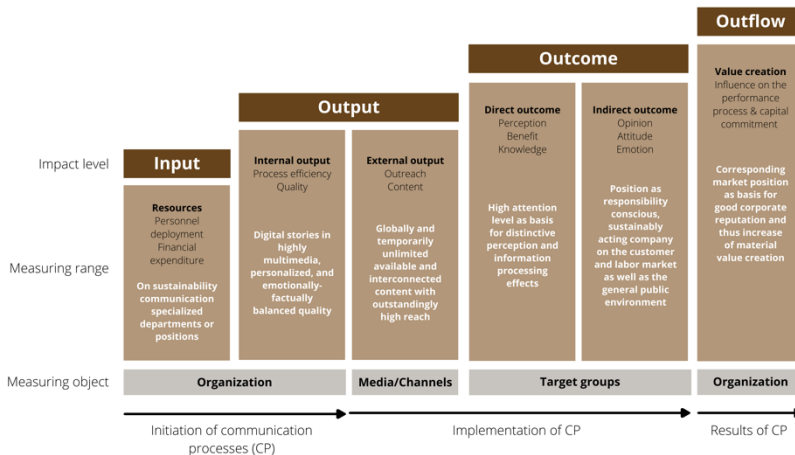 Outflow
Value creation
Influence on the
performance
process & capital
commitment
Corresponding
market position
as basis for
good corporate
reputation and
thus increase of
material
value creation
Outcome
Direct outcome
Perception
Benefit
Knowledge
High attention
level as basis
for distinctive
perception and
information
processing
effects
Indirect outcome
Opinion
Attitude
Emotion
Position as
responsibility
conscious,
sustainably
acting company
on the customer
and labor market
as well as the
general public
environment
Output
Internal output
Process efficiency
Quality
Digital stories in
highly
multimedia,
personalized, and
emotionally-
factually
balanced quality
External output
Outreach
Content
Globally and
temporarily
unlimited
available and
interconnected
content with
outstandingly
high reach
Impact level
Input
Resources
Personnel
deployment
Financial
expenditure
On sustainability
communication
specialized
departments or
positions
Measuring range
Measuring object
Organization
Media/Channels
Target groups
Organization
Initiation of communication
processes (CP)
Implementation of CP
Results of CP